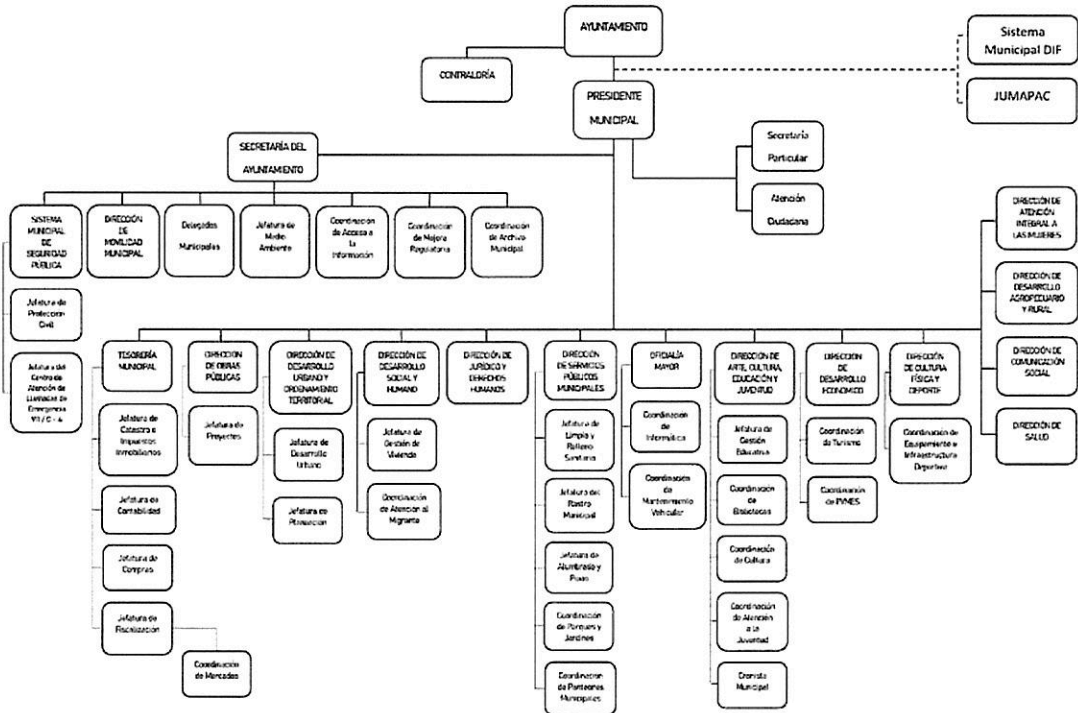 AYUNTAMIENTO
CONTRALORÍA
Sistema
Municipal DIF
JUMAPAC
PRESIDENTE
MUNICIPAL
Secretaria
Particular
Atención
Ciudadana
SECRETARÍA DEL
AYUNTAMIENTO
SISTEMA
MUNICIPAL
DE
SEGURIDAD
PÚBLICA
DIRECCIÓN
DE
MOVILIDAD
MUNICIPAL
Delegados
Municipales
Jefatura de
Medio
Ambiente
Coordinación
de Acceso a
la
Información
Coordinación
de Mejora
Regulatoria
Coordinación
de Archivo
Municipal
Jefatura de
Protección
Civil
Jefatura del
Centro de
Atención de
Llamadas de
Emergencia
DIRECCIÓN DE
ATENCIÓN
INTEGRAL A
LAS MUJERES
DIRECCIÓN DE
DESARROLLO
AGROPECUARIO
Y RURAL
DIRECCIÓN DE
COMUNICACIÓN
SOCIAL
DIRECCIÓN DE
SALUD
TESORERÍA
MUNICIPAL
Jefatura de
Catastro e
Impuestos
Inmobiliarios
Jefatura de
Contabilidad
Jefatura de
Compras
Jefatura de
Fiscalización
Coordinación
de Mercados
DIRECCIÓN
DE OBRAS
PÚBLICAS
Jefatura de
Proyectos
DIRECCIÓN DE
DESARROLLO
URBANO Y
ORDENAMIENTO
TERRITORIAL
Jefatura de
Desarrollo
Urbano
Jefatura de
Planeación
DIRECCIÓN DE
DESARROLLO
SOCIAL Y
HUMANO
Jefatura de
Gestión de
Vivienda
Coordinación
de Atención al
Migrante
DIRECCIÓN DE
JURÍDICO Y
DERECHOS
HUMANOS
DIRECCIÓN
DE SERVICIOS
PÚBLICOS
MUNICIPALES
Jefatura de
Limpia y
Relleno
Sanitario
Jefatura del
Rastro
Municipal
Jefatura de
Alumbrado y
Pozos
Coordinación
de Parques y
Jardines
Coordinacion
de Panteones
Municipales
OFICIALÍA
MAYOR
Coordinación
de
Informática
Coordinación
de
Mantenimiento
Vehicular
DIRECCIÓN DE
ARTE, CULTURA,
EDUCACIÓN Y
JUVENTUD
Jefatura de
Gestión
Educativa
Coordinación
de
Bibliotecas
Coordinación
de Cultura
Coordinación
de Atención
a la
Juventud
Cronista
Municipal
DIRECCION
DE
DESARROLLO
ECONOMICO
Coordinación
de Turismo
Coordinación
de PYMES
DIRECCIÓN
DE CULTURA
FÍSICA Y
DEPORTE
Coordinación de
Equipamiento e
Infraestructura
Deportiva